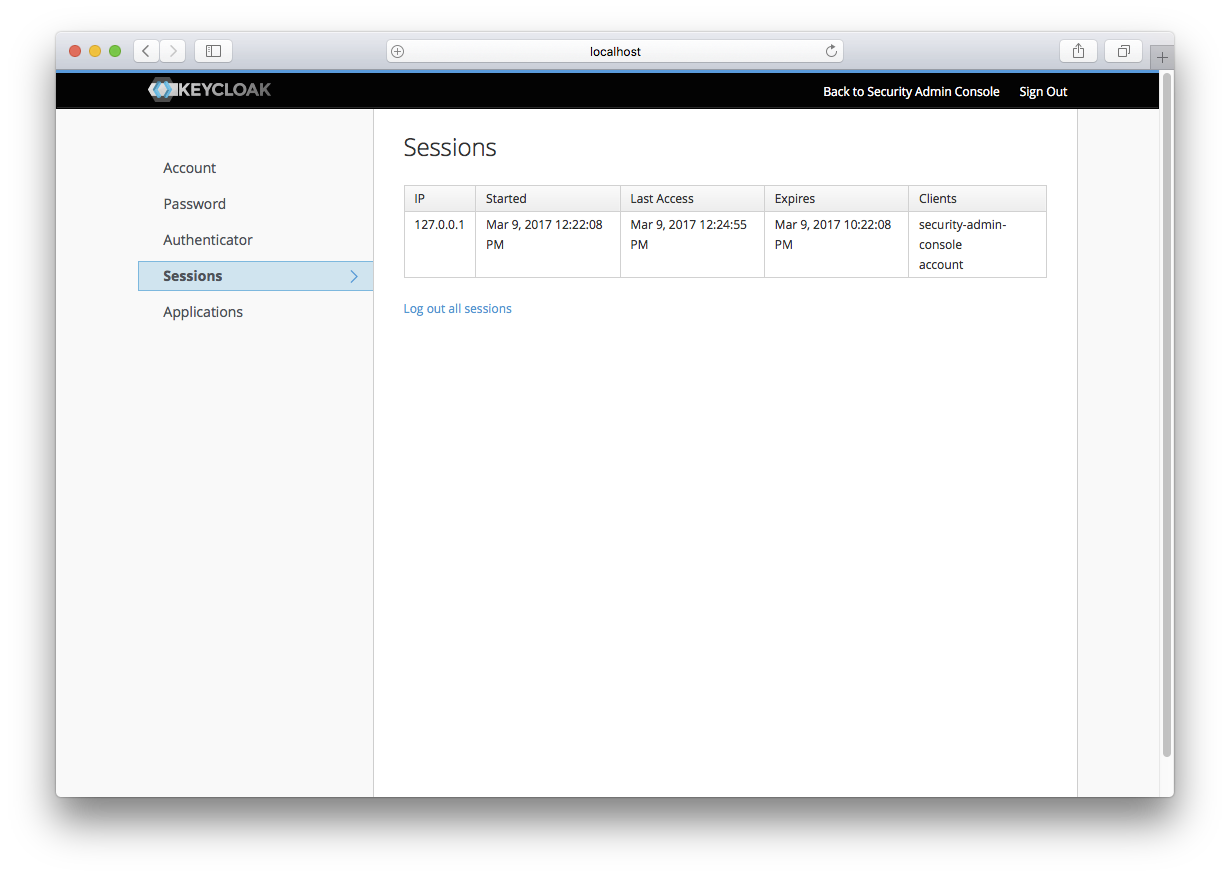 localhost
KEYCLOAK
Back to Security Admin Console Sign Out
Account
Password
Authenticator
Sessions
Applications
Sessions
IP Started Last Access Expires Clients
127.0.0.1 Mar 9, 2017 12:22:08 Mar 9, 2017 12:24:55 Mar 9, 2017 10:22:08 security-admin-
PM PM PM console
account
Log out all sessions